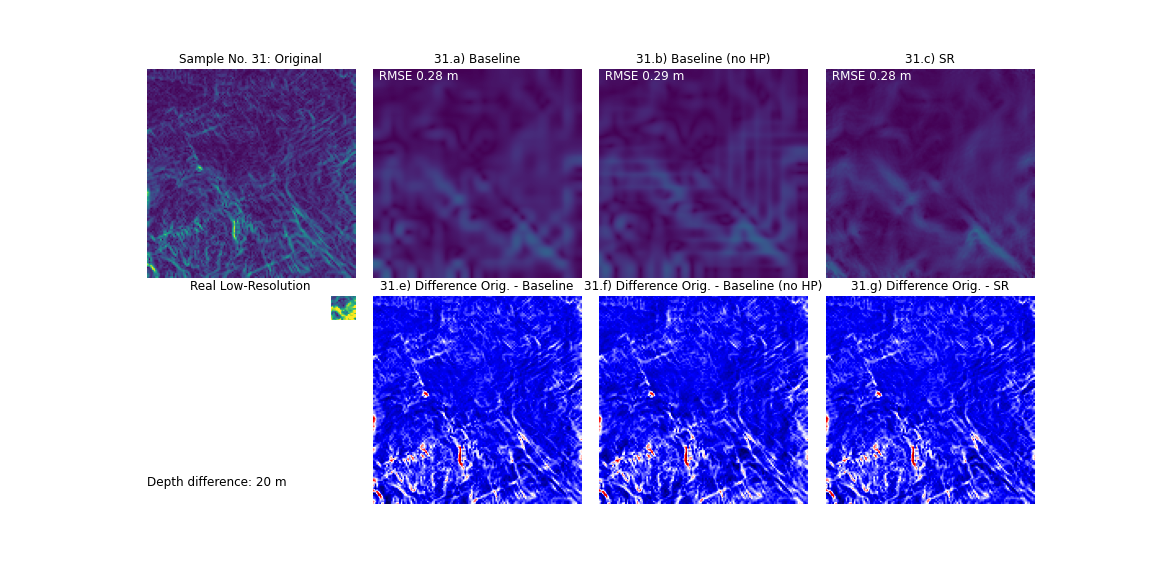 Sample No. 31: Original
31.a) Baseline
31.b) Baseline (no HP)
31.c) SR
RMSE 0.28 m
RMSE 0.29 m
RMSE 0.28 m
Real Low-Resolution
31.e) Difference Orig. - Baseline
31.f) Difference Orig. - Baseline (no HP)
31.g) Difference Orig. - SR
Depth difference: 20 m